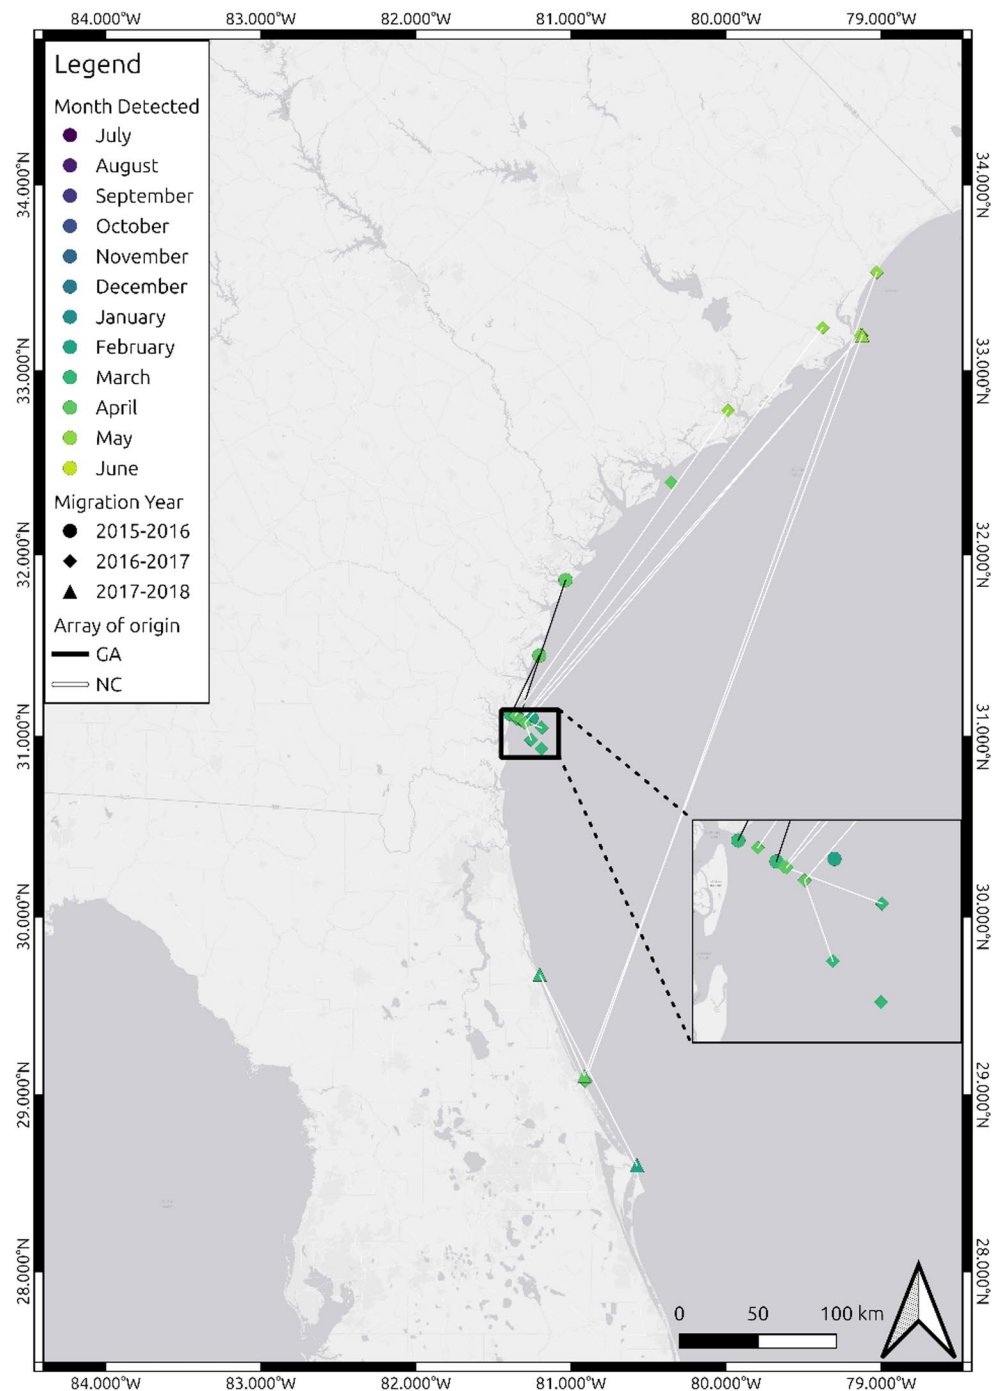 84.000°W 83.000°W 82.000°W 81.000°W 80.000°W 79.000°W
Legend
Month Detected
July
August
September
October
November
December
January
February
March
April
May
June
Migration Year
2015-2016
2016-2017
2017-2018
Array of origin
GA
NC
34.000°N 34.000°N
33.000°N 33.000°N
32.000°N 32.000°N
31.000°N 31.000°N
30.000°N 30.000°N
29.000°N 29.000°N
28.000°N 28.000°N
0 50 100 km
84.000°W 83.000°W 82.000°W 81.000°W 80.000°W 79.000°W